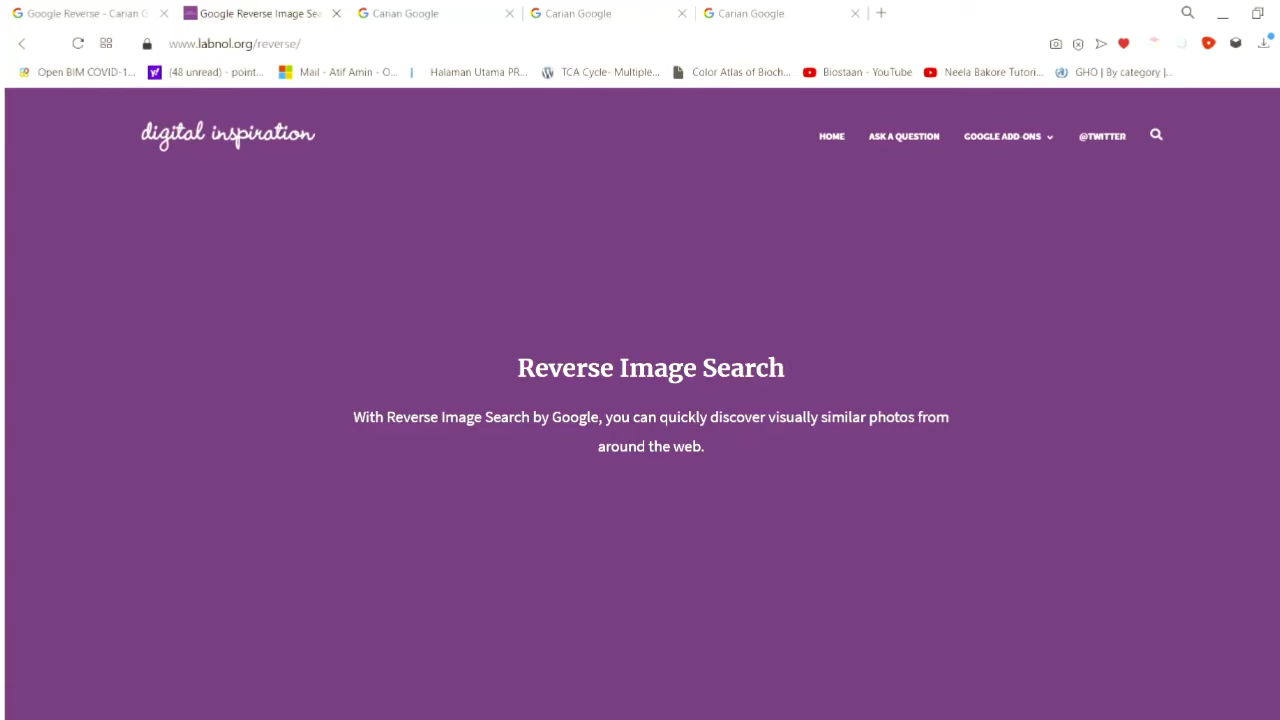 Google Reverse - Carian G
Google Reverse Image Sea
Carian Google
Carian Google
Carian Google
www.labnol.org/reverse/
Open BIM COVID-1...
(48 unread) - point...
Mail - Atif Amin - O...
Halaman Utama PR...
TCA Cycle- Multiple...
Color Atlas of Bioch...
Biostaan - YouTube
Neela Bakore Tutori...
GHO | By category |...
digital inspiration
HOME
ASK A QUESTION
GOOGLE ADD-ONS
@TWITTER
Reverse Image Search
With Reverse Image Search by Google, you can quickly discover visually similar photos from
around the web.